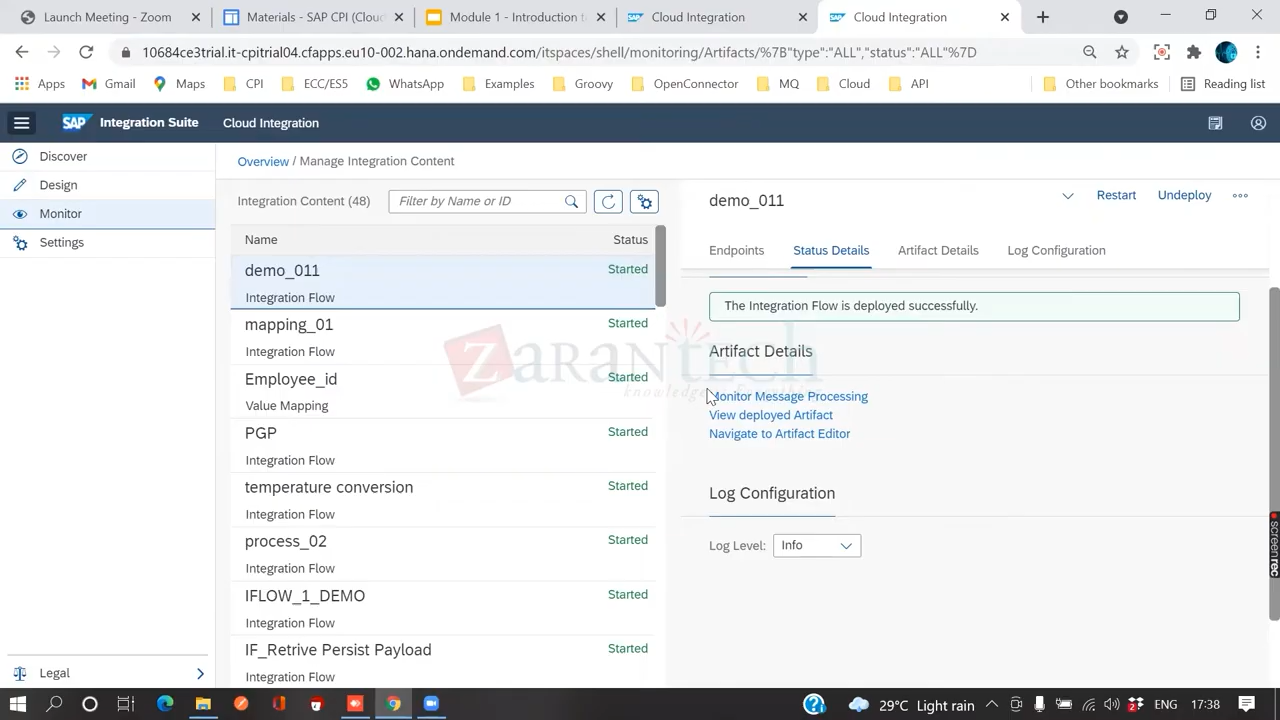 Launch Meeting - Zoom
Materials - SAP CPI (Clou
Module 1 - Introduction t
Cloud Integration
Cloud Integration
10684ce3trial.it-cpitrial04.cfapps.eu10-002.hana.ondemand.com/itspaces/shell/monitoring/Artifacts/%7B"type":"ALL","status":"ALL"%7D
Apps
Gmail
Maps
CPI
ECC/ES5
WhatsApp
Examples
Groovy
OpenConnector
MQ
Cloud
API
Other bookmarks
Reading list
SAP
Integration Suite
Cloud Integration
Discover
Design
Monitor
Settings
Legal
Overview / Manage Integration Content
Integration Content (48)
Filter by Name or ID
Name
Status
demo_011
Started
Integration Flow
mapping_01
Started
Integration Flow
Employee_id
Started
Value Mapping
PGP
Started
Integration Flow
temperature conversion
Started
Integration Flow
process_02
Started
Integration Flow
IFLOW_1_DEMO
Started
Integration Flow
IF_Retrive Persist Payload
Started
Integration Flow
demo_011
Restart
Undeploy
Endpoints
Status Details
Artifact Details
Log Configuration
The Integration Flow is deployed successfully.
Artifact Details
Monitor Message Processing
View deployed Artifact
Navigate to Artifact Editor
Log Configuration
Log Level:
Info
zarantech
screenrec
29°C Light rain
ENG
17:38